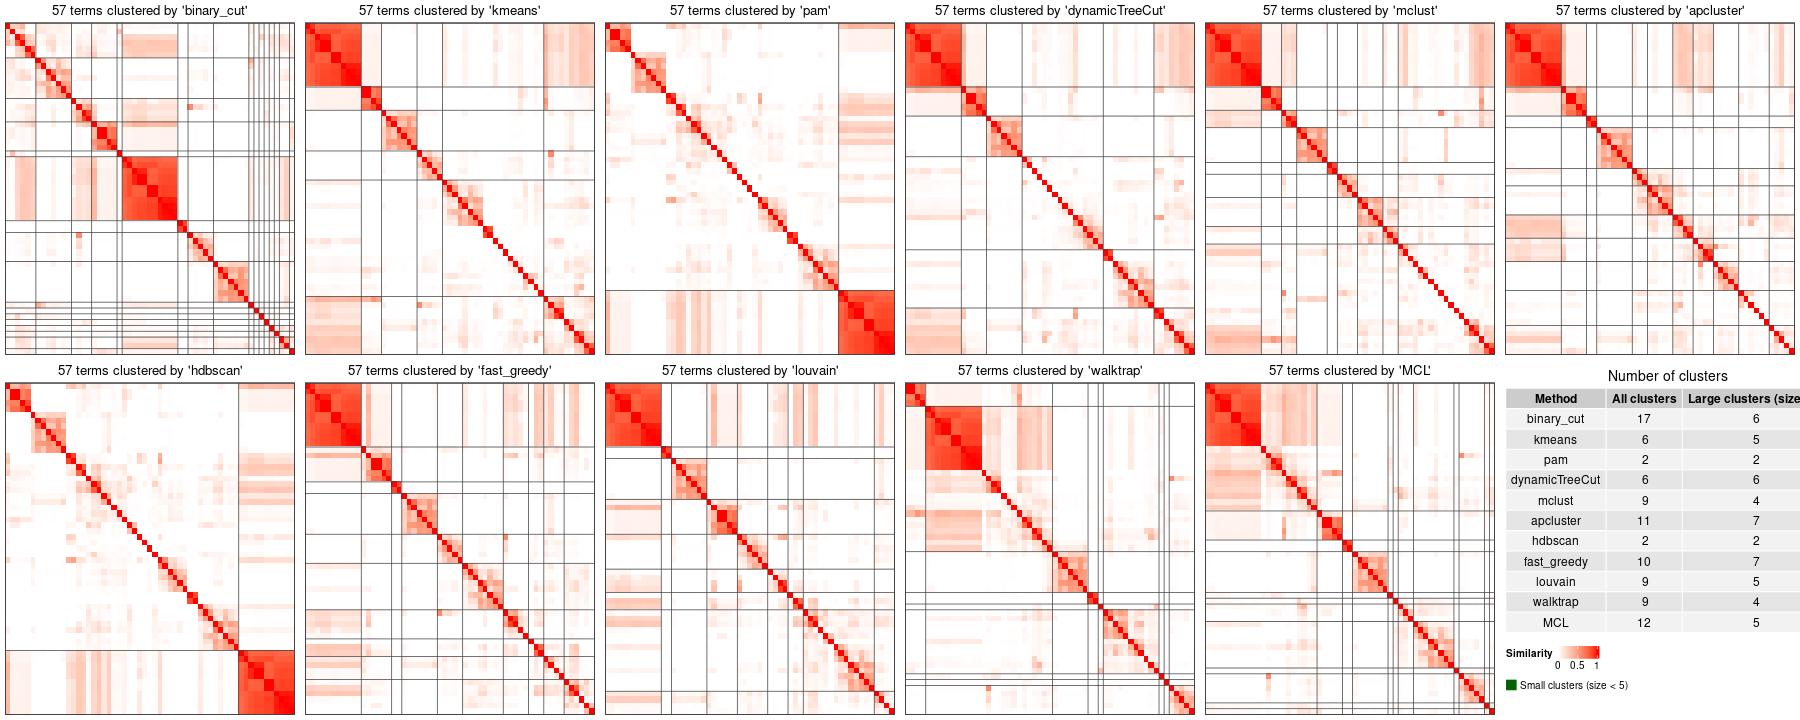 57 terms clustered by 'binary_cut'
57 terms clustered by 'kmeans'
57 terms clustered by 'pam'
57 terms clustered by 'dynamicTreeCut'
57 terms clustered by 'mclust'
57 terms clustered by 'apcluster'
57 terms clustered by 'hdbscan'
57 terms clustered by 'fast_greedy'
57 terms clustered by 'louvain'
57 terms clustered by 'walktrap'
57 terms clustered by 'MCL'
Number of clusters
Method All clusters Large clusters (size
binary_cut 17 6
kmeans 6 5
pam 2 2
dynamicTreeCut 6 6
mclust 9 4
apcluster 11 7
hdbscan 2 2
fast_greedy 10 7
louvain 9 5
walktrap 9 4
MCL 12 5
Similarity
0 0.5 1
Small clusters (size < 5)